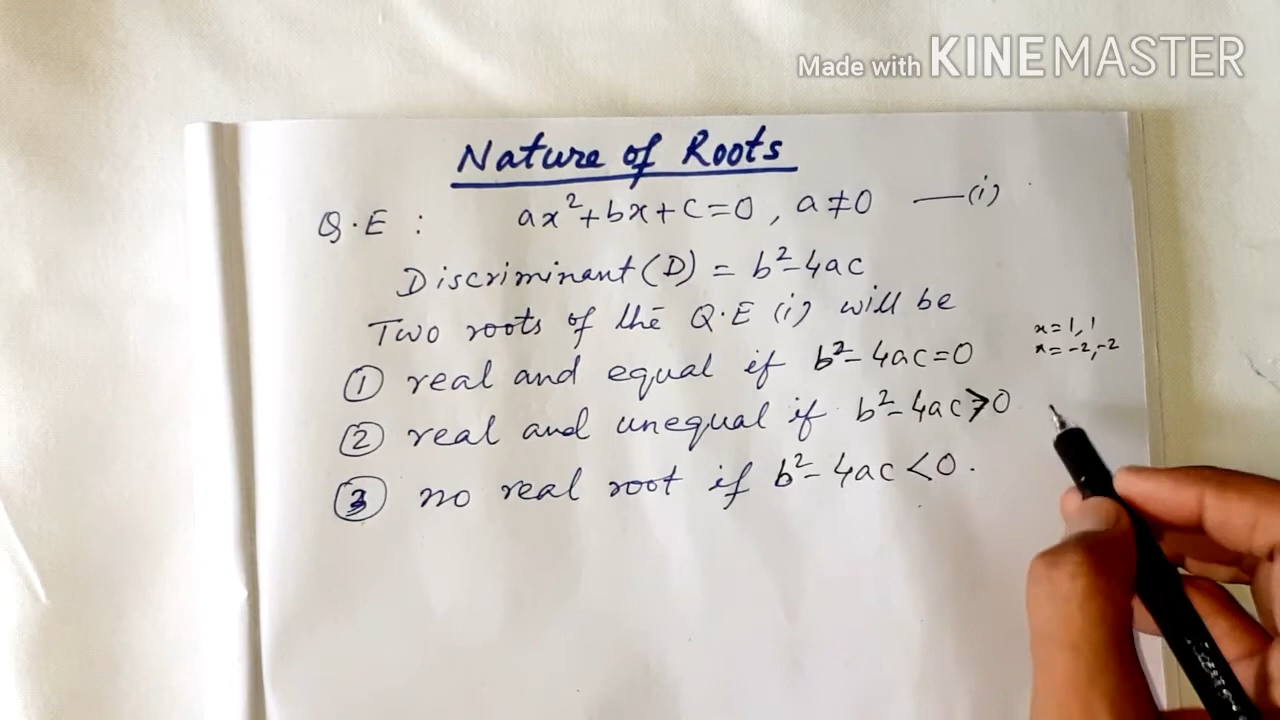 Made with KINEMASTER
Nature of Roots
Q.E : ax²+bx+c=0, a≠0 —(i)
Discriminant (D) = b²-4ac
Two roots of the Q.E (i) will be
① real and equal if b²-4ac=0
x=1,1
x=-2,-2
② real and unequal if b²-4ac>0
③ no real root if b²-4ac<0.